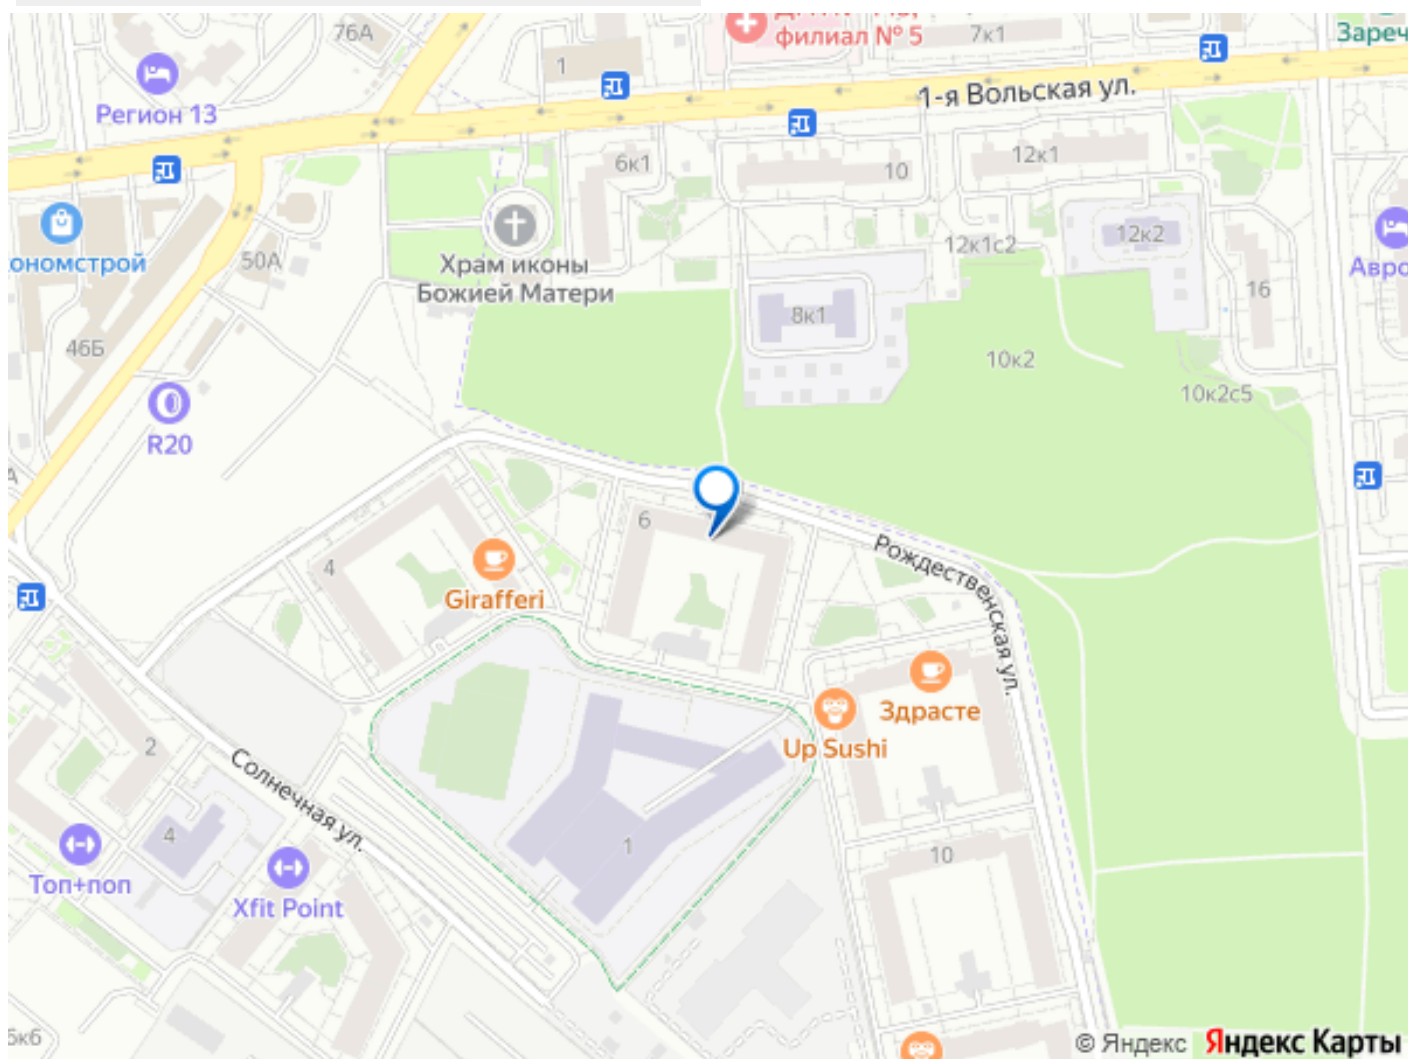 76А
филиал № 5
7к1
Зареч
1
Регион 13
1-я Вольская ул.
6к1
10
12к1
Храм иконы
Божией Матери
50А
ономстрой
12к1с2
12к2
Авро
16
8к1
46Б
10к2
10к2с5
R20
6
4
Girafferi
Рождественская ул.
Здрасте
Up Sushi
2
Солнечная ул.
4
1
10
Топ+поп
Xfit Point
© Яндекс Яндекс Карты